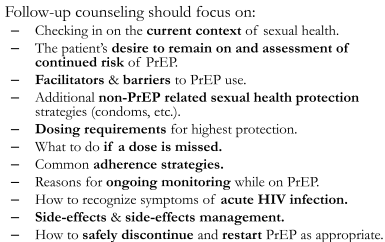 Follow-up counseling should focus on:
– Checking in on the current context of sexual health.
– The patient's desire to remain on and assessment of
continued risk of PrEP.
– Facilitators & barriers to PrEP use.
– Additional non-PrEP related sexual health protection
strategies (condoms, etc.).
– Dosing requirements for highest protection.
– What to do if a dose is missed.
– Common adherence strategies.
– Reasons for ongoing monitoring while on PrEP.
– How to recognize symptoms of acute HIV infection.
– Side-effects & side-effects management.
– How to safely discontinue and restart PrEP as appropriate.